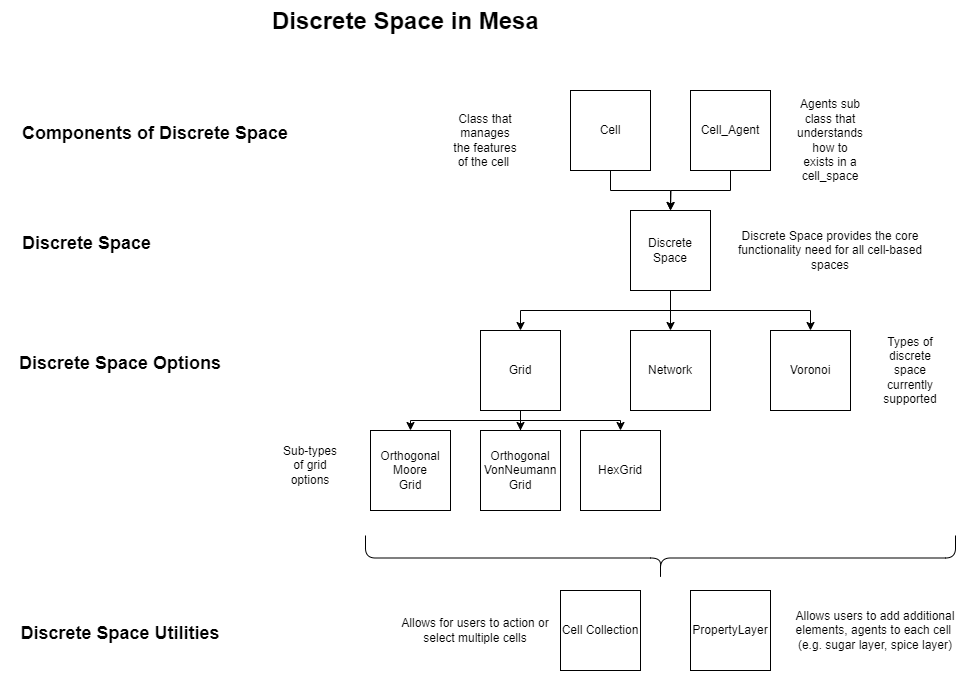 Discrete Space in Mesa
Components of Discrete Space
Class that
manages
the features
of the cell
Cell
Cell_Agent
Agents sub
class that
understands
how to
exists in a
cell_space
Discrete Space
Discrete
Space
Discrete Space provides the core
functionality need for all cell-based
spaces
Discrete Space Options
Grid
Network
Voronoi
Types of
discrete
space
currently
supported
Sub-types
of grid
options
Orthogonal
Moore
Grid
Orthogonal
VonNeumann
Grid
HexGrid
Discrete Space Utilities
Allows for users to action or
select multiple cells
Cell Collection
PropertyLayer
Allows users to add additional
elements, agents to each cell
(e.g. sugar layer, spice layer)